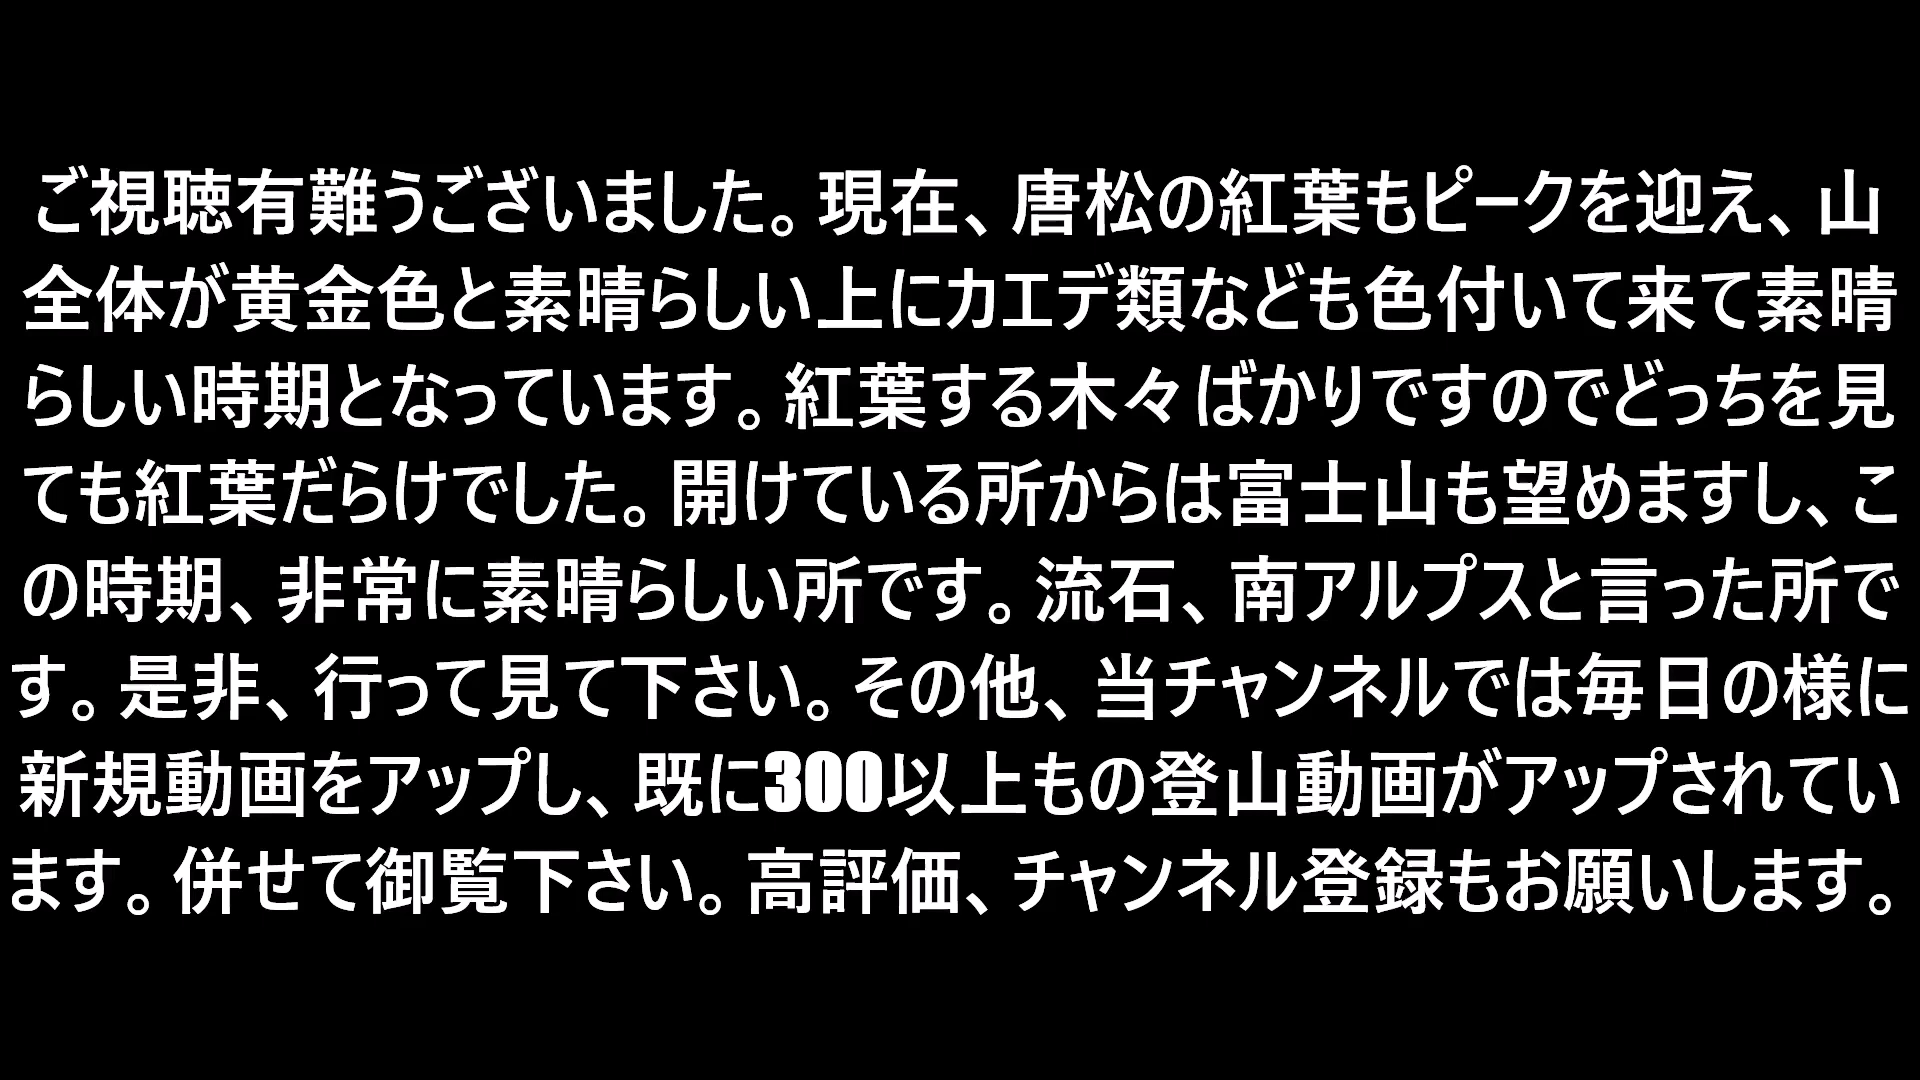 ご視聴有難うございました。現在、唐松の紅葉もピークを迎え、山
全体が黄金色と素晴らしい上にカエデ類なども色付いて来て素晴
らしい時期となっています。紅葉する木々ばかりですのでどっちを見
ても紅葉だらけでした。開けている所からは富士山も望めますし、こ
の時期、非常に素晴らしい所です。流石、南アルプスと言った所で
す。是非、行って見て下さい。その他、当チャンネルでは毎日の様に
新規動画をアップし、既に300以上もの登山動画がアップされてい
ます。併せて御覧下さい。高評価、チャンネル登録もお願いします。